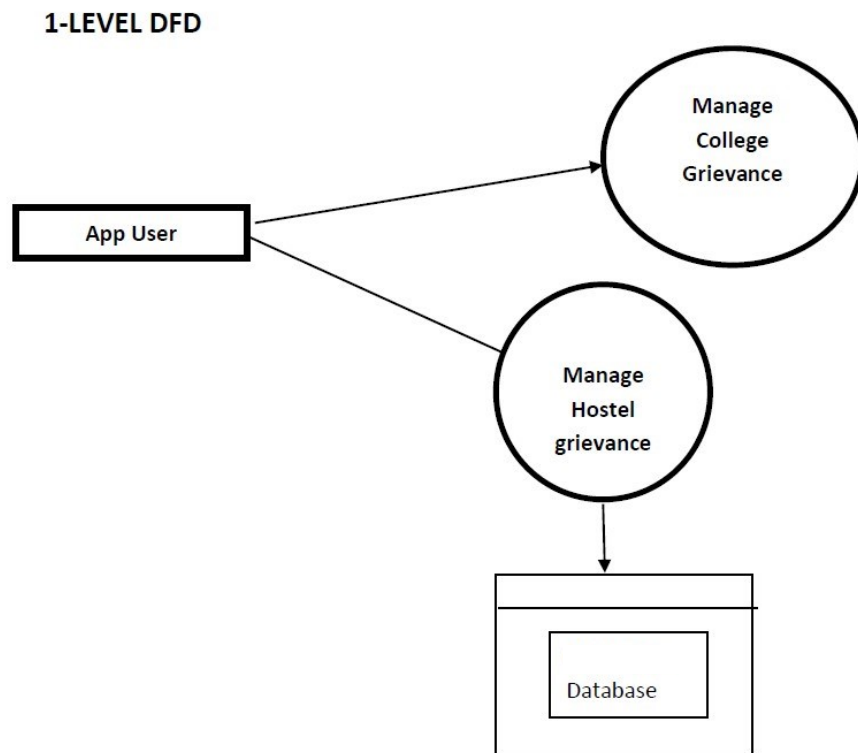 1-LEVEL DFD
Manage
College
Grievance
App User
Manage
Hostel
grievance
Database